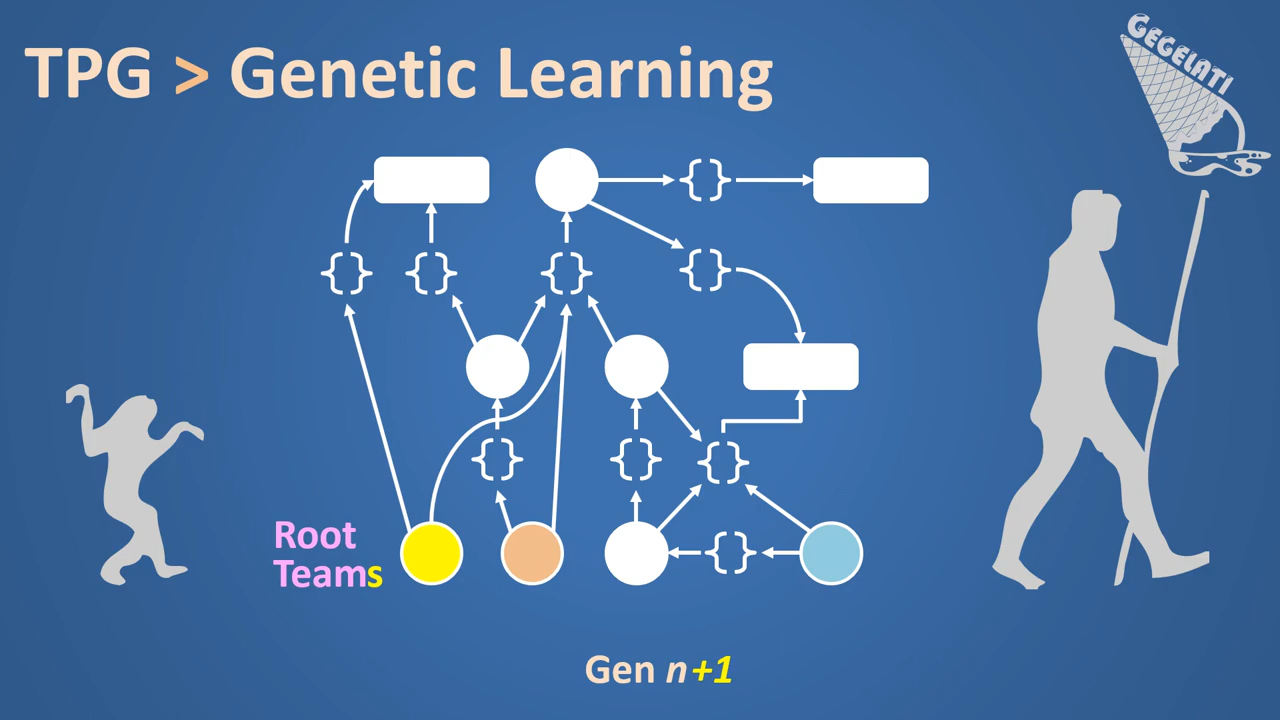 TPG > Genetic Learning
GEGELATI
{ } { }
{ } { } { } { }
{ } { } { }
Root
Teams
{ }
Gen n+1